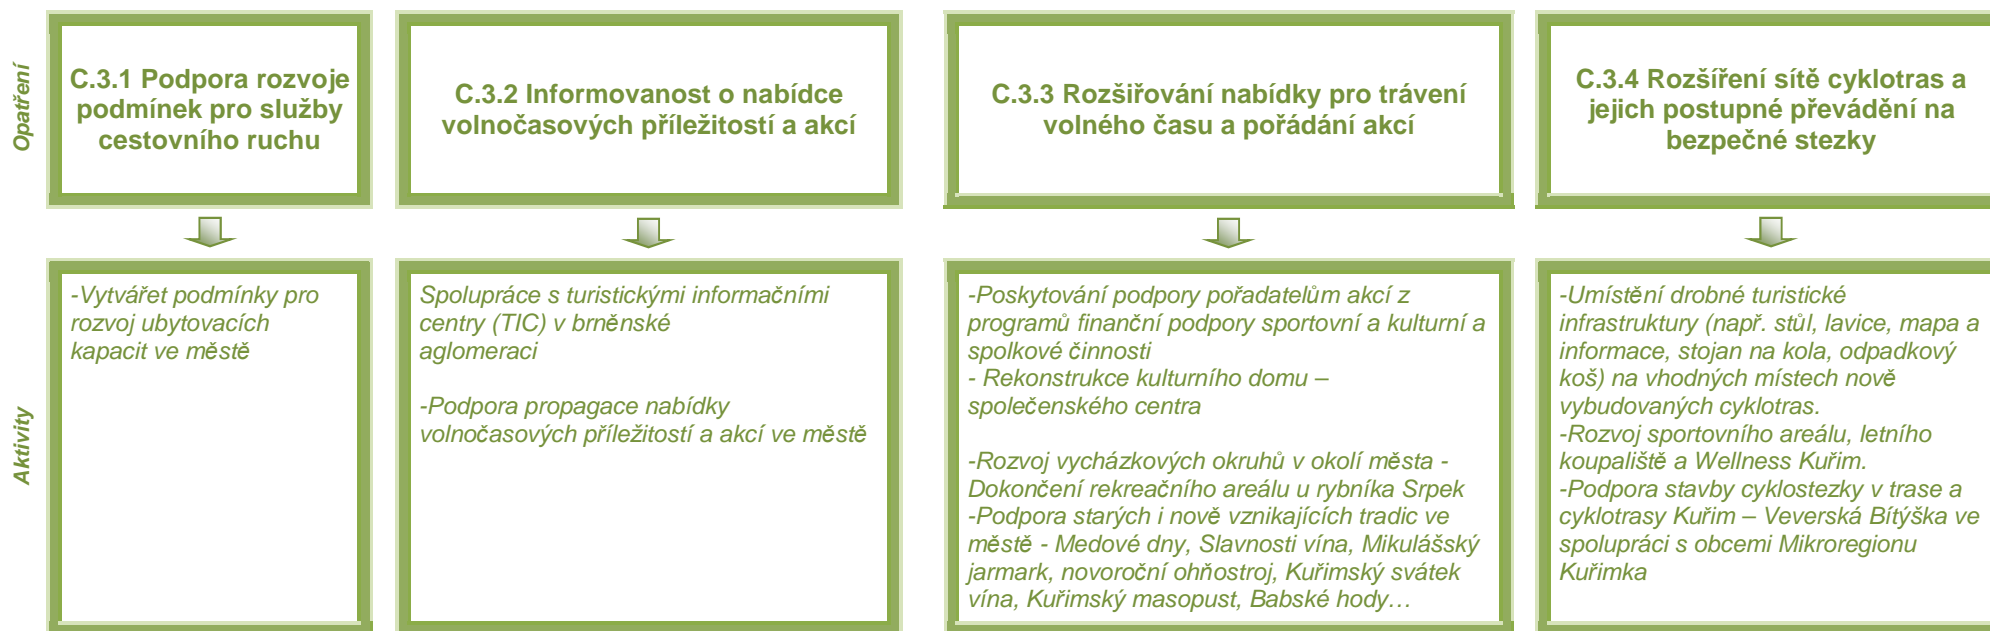 Opatření
C.3.1 Podpora rozvoje
podmínek pro služby
cestovního ruchu
C.3.2 Informovanost o nabídce
volnočasových příležitostí a akcí
C.3.3 Rozšiřování nabídky pro trávení
volného času a pořádání akcí
C.3.4 Rozšíření sítě cyklotras a
jejich postupné převádění na
bezpečné stezky
Aktivity
-Vytvářet podmínky pro
rozvoj ubytovacích
kapacit ve městě
Spolupráce s turistickými informačními
centry (TIC) v brněnské
aglomeraci
-Podpora propagace nabídky
volnočasových příležitostí a akcí ve městě
-Poskytování podpory pořadatelům akcí z
programů finanční podpory sportovní a kulturní a
spolkové činnosti
- Rekonstrukce kulturního domu –
společenského centra
-Rozvoj vycházkových okruhů v okolí města -
Dokončení rekreačního areálu u rybníka Srpek
-Podpora starých i nově vznikajících tradic ve
městě - Medové dny, Slavnosti vína, Mikulášský
jarmark, novoroční ohňostroj, Kuřimský svátek
vína, Kuřimský masopust, Babské hody…
-Umístění drobné turistické
infrastruktury (např. stůl, lavice, mapa a
informace, stojan na kola, odpadkový
koš) na vhodných místech nově
vybudovaných cyklotras.
-Rozvoj sportovního areálu, letního
koupaliště a Wellness Kuřim.
-Podpora stavby cyklostezky v trase a
cyklotrasy Kuřim – Veverská Bítýška ve
spolupráci s obcemi Mikroregionu
Kuřimka